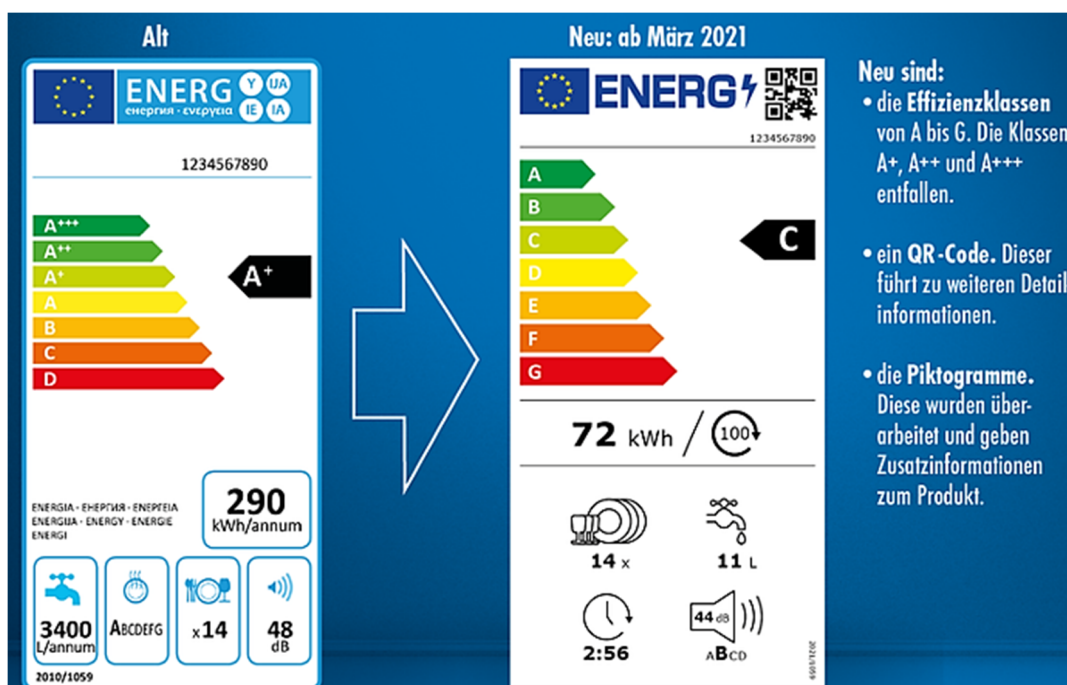 Alt
ENERG
енергия · ενεργεια
Y
IJA
IE
IA
1234567890
A+++
A++
A+
A
B
C
D
A+
ENERGIA · ЕНЕРГИЯ · ΕΝΕΡΓΕΙΑ
ENERGIJA · ENERGY · ENERGIE
ENERGI
290
kWh/annum
3400
L/annum
ABCDEFG
x 14
48
dB
2010/1059
Neu: ab März 2021
ENERG
1234567890
A
B
C
D
E
F
G
C
72 kWh / 100
14 x
11 L
2:56
44 dB
ABCD
2021/1059
Neu sind:
• die Effizienzklassen
von A bis G. Die Klassen
A+, A++ und A+++
entfallen.
• ein QR-Code. Dieser
führt zu weiteren Detail
informationen.
• die Piktogramme.
Diese wurden über-
arbeitet und geben
Zusatzinformationen
zum Produkt.